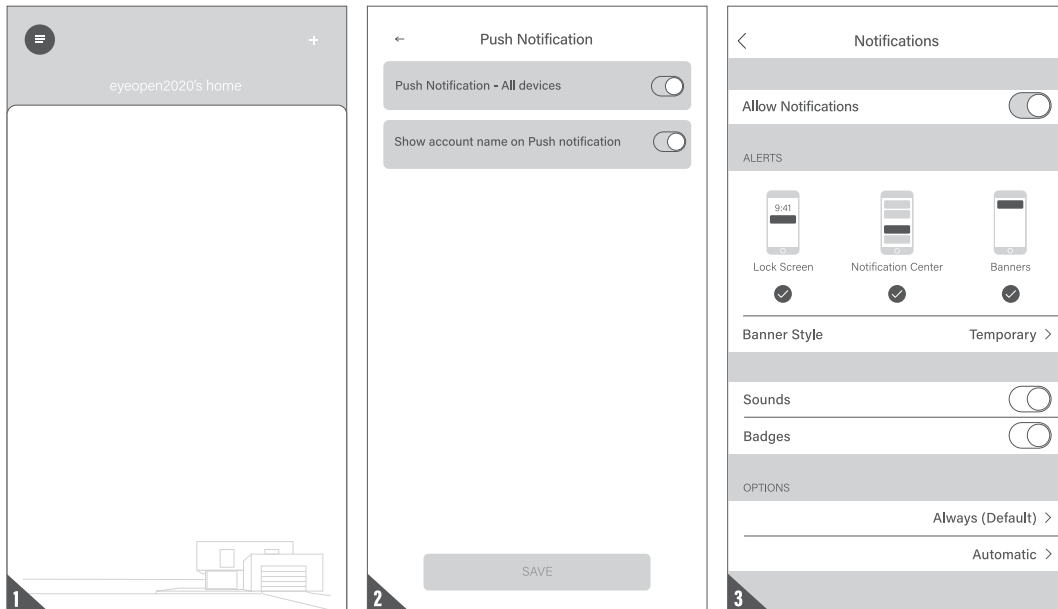 +
eyeopen2020's home
1
← Push Notification
Push Notification - All devices
Show account name on Push notification
SAVE
2
Notifications
Allow Notifications
ALERTS
9:41
Lock Screen Notification Center Banners
Banner Style Temporary >
Sounds
Badges
OPTIONS
Always (Default) >
Automatic >
3